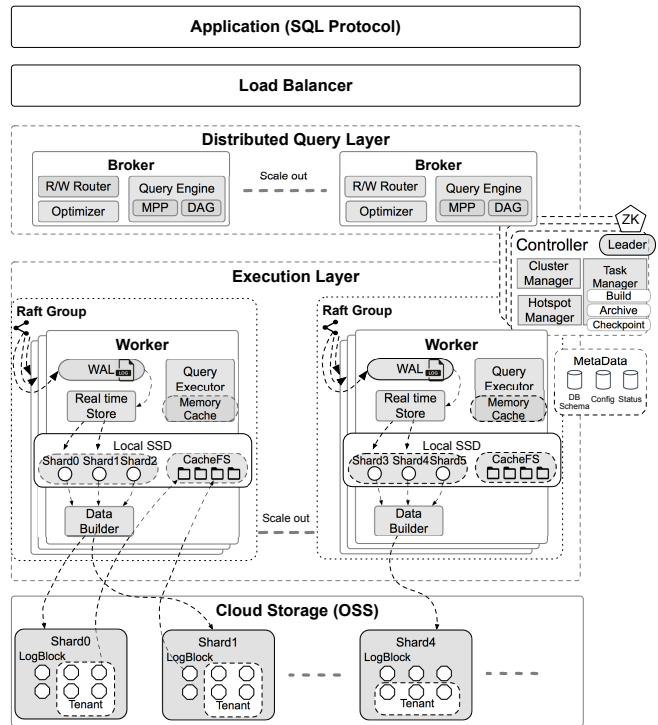 Application (SQL Protocol)
Load Balancer
Distributed Query Layer
Broker
R/W Router
Query Engine
Optimizer
MPP
DAG
Scale out
Broker
R/W Router
Query Engine
Optimizer
MPP
DAG
ZK
Controller
Leader
Cluster
Manager
Task
Manager
Hotspot
Manager
Build
Archive
Checkpoint
MetaData
DB
Schema
Config
Status
Execution Layer
Raft Group
Worker
WAL
LOG
Query
Executor
Real time
Store
Memory
Cache
Local SSD
Shard0
Shard1
Shard2
CacheFS
Data
Builder
Scale out
Raft Group
Worker
WAL
LOG
Query
Executor
Real time
Store
Memory
Cache
Local SSD
Shard3
Shard4
Shard5
CacheFS
Data
Builder
Cloud Storage (OSS)
Shard0
LogBlock
Tenant
Shard1
LogBlock
Tenant
Shard4
LogBlock
Tenant